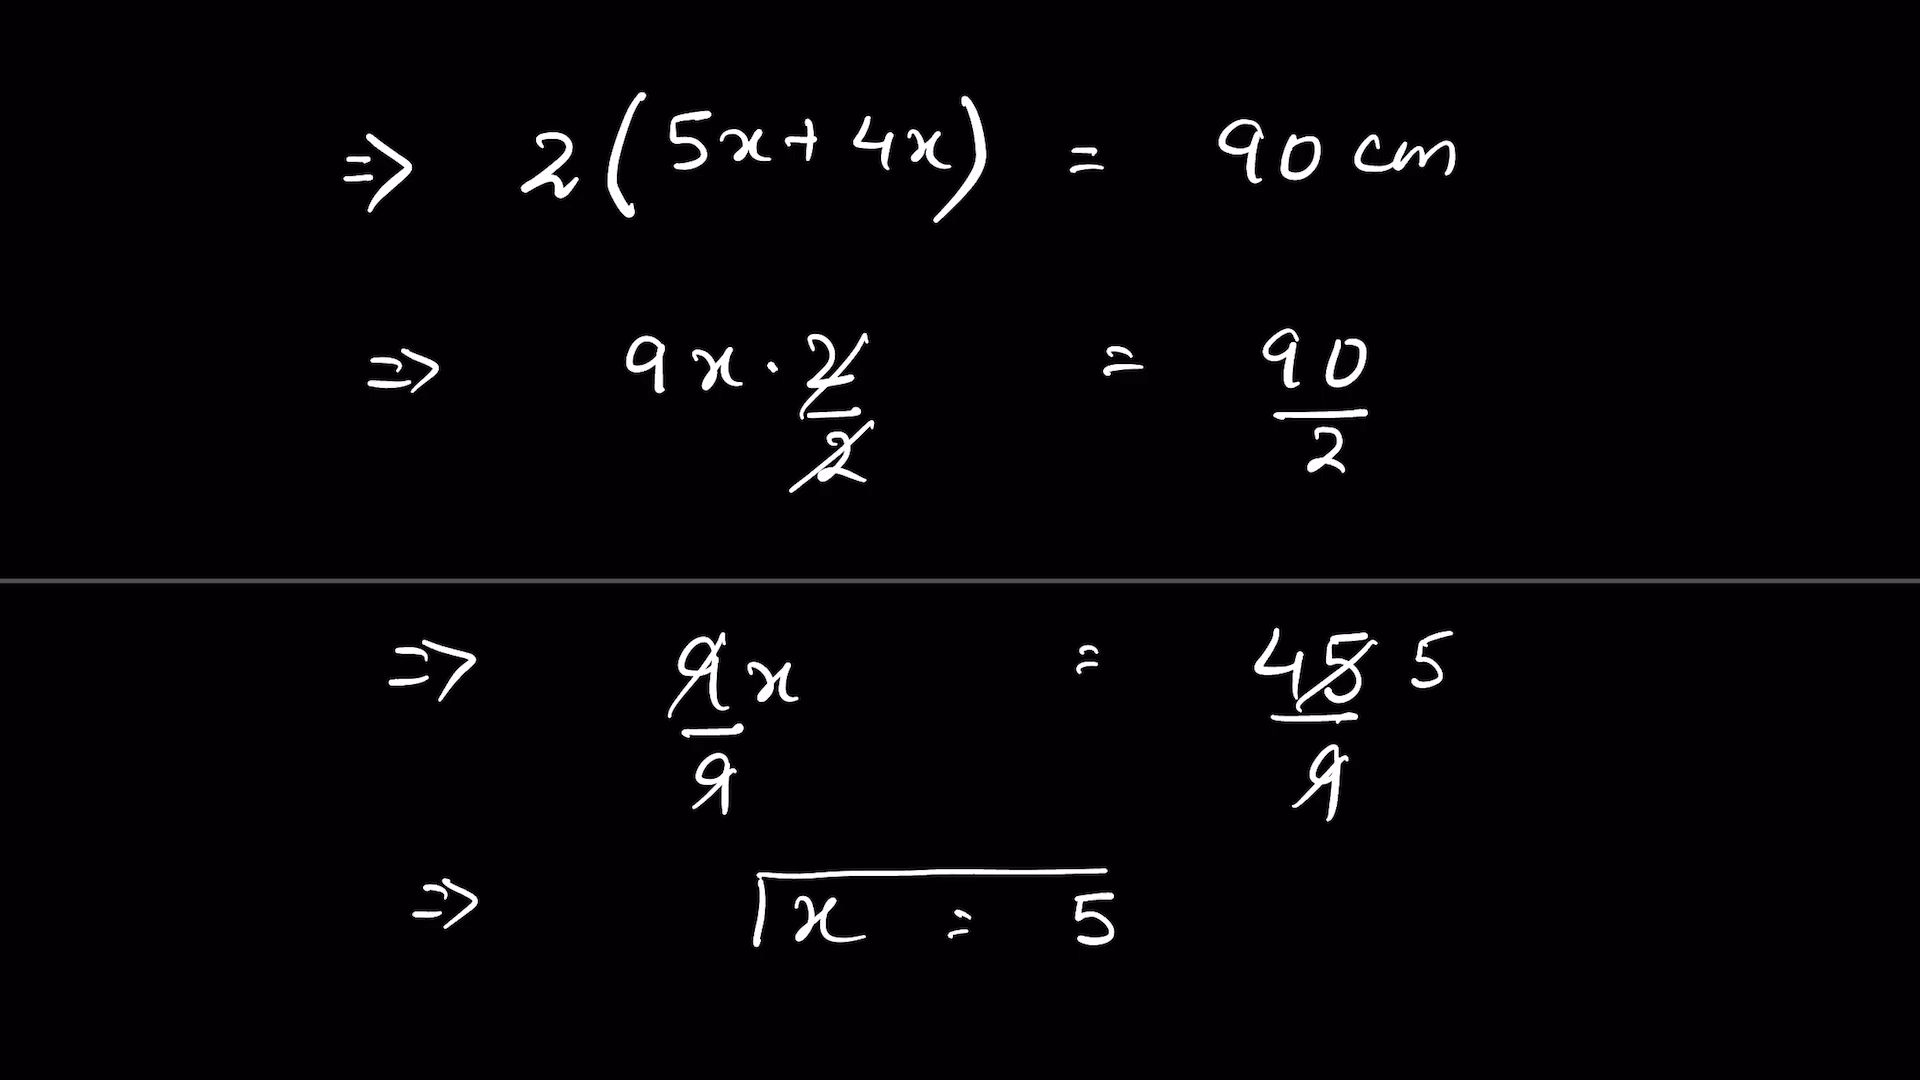 ⇒ 2(5x+4x) = 90 cm
⇒ 9x·2/2 = 90/2
⇒ 9x/9 = 45/9 5
⇒ x = 5